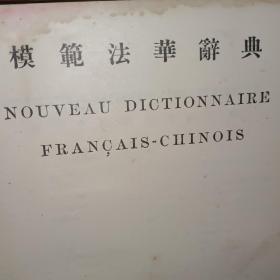 模範法華辭典
NOUVEAU DICTIONNAIRE
FRANÇAIS-CHINOIS